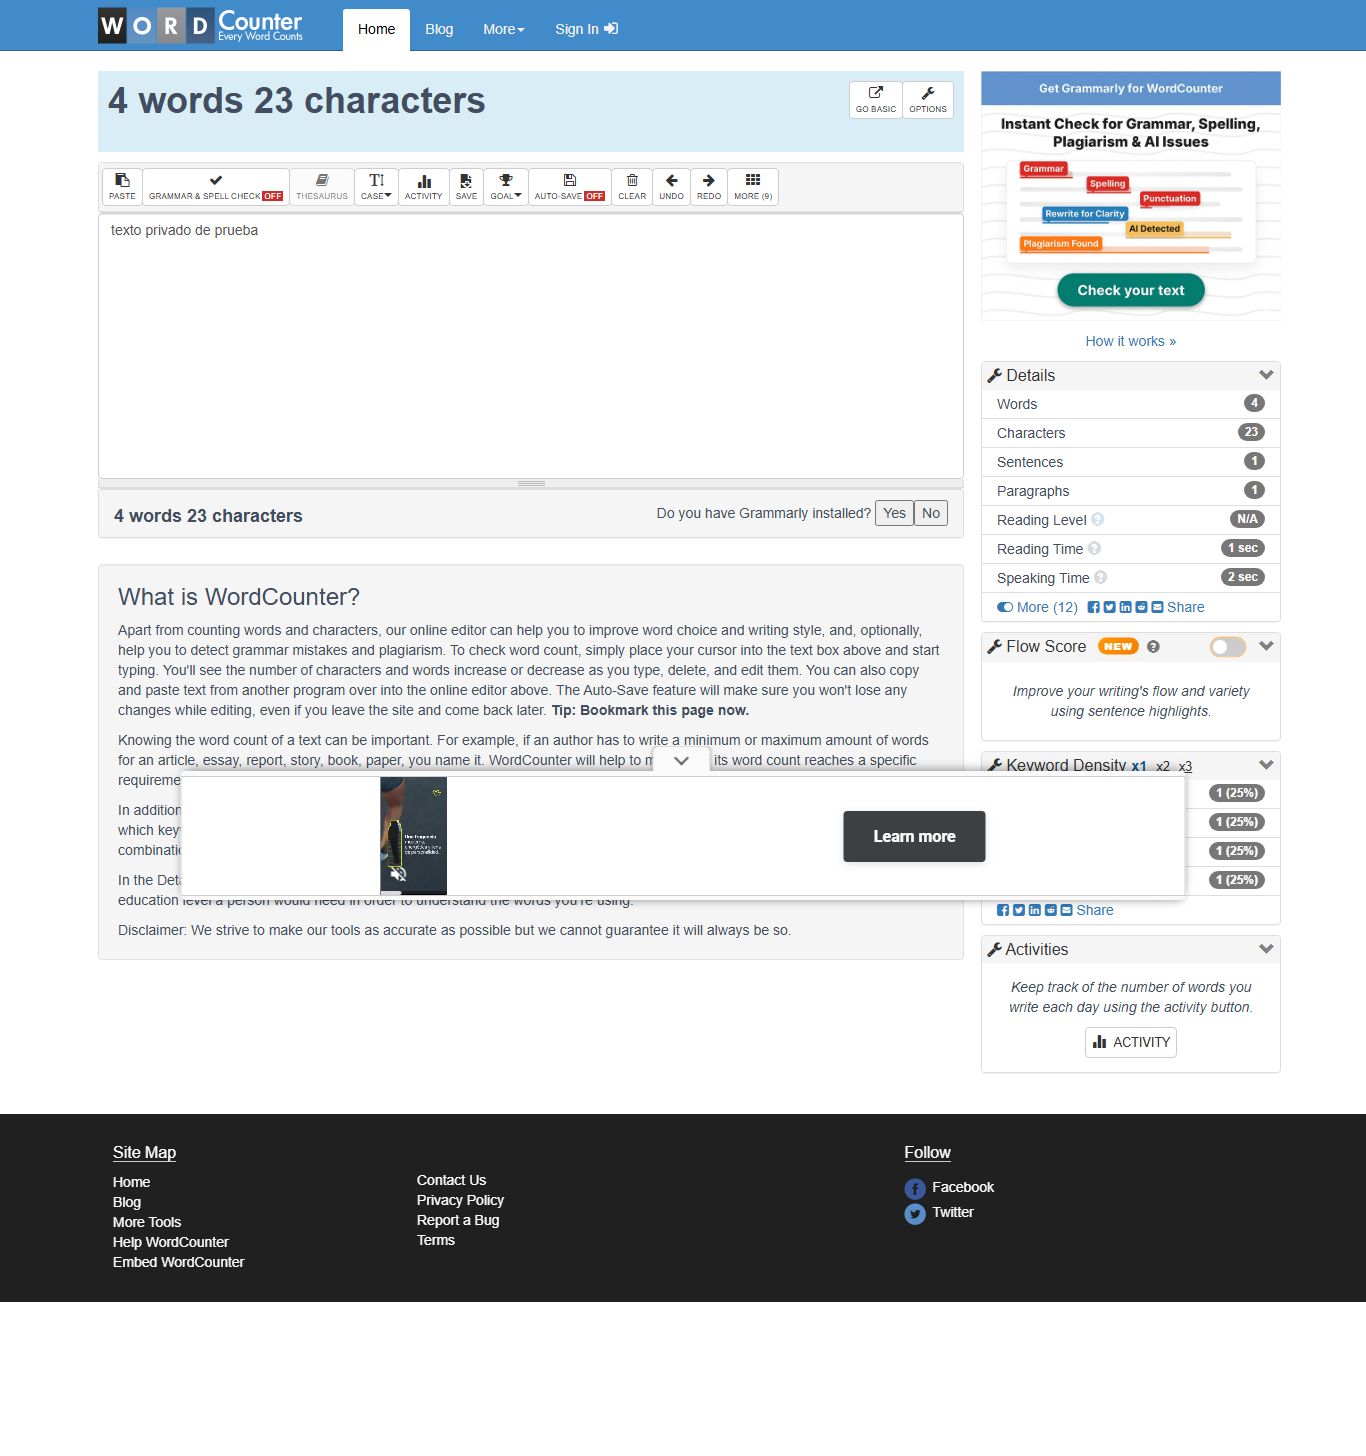 WORD Counter
Every Word Counts
Home
Blog
More
Sign In
4 words 23 characters
GO BASIC
OPTIONS
PASTE
GRAMMAR & SPELL CHECK OFF
THESAURUS
CASE
ACTIVITY
SAVE
GOAL
AUTO-SAVE OFF
CLEAR
UNDO
REDO
MORE (9)
texto privado de prueba
4 words 23 characters
Do you have Grammarly installed? Yes No
What is WordCounter?
Apart from counting words and characters, our online editor can help you to improve word choice and writing style, and, optionally,
help you to detect grammar mistakes and plagiarism. To check word count, simply place your cursor into the text box above and start
typing. You'll see the number of characters and words increase or decrease as you type, delete, and edit them. You can also copy
and paste text from another program over into the online editor above. The Auto-Save feature will make sure you won't lose any
changes while editing, even if you leave the site and come back later. Tip: Bookmark this page now.
Knowing the word count of a text can be important. For example, if an author has to write a minimum or maximum amount of words
for an article, essay, report, story, book, paper, you name it. WordCounter will help to its word count reaches a specific
In addition
which
In the
education level a person would need in order to understand the words you're using.
Disclaimer: We strive to make our tools as accurate as possible but we cannot guarantee it will always be so.
Learn more
Get Grammarly for WordCounter
Instant Check for Grammar, Spelling,
Plagiarism & AI Issues
Grammar
Spelling
Punctuation
Rewrite for Clarity
AI Detected
Plagiarism Found
Check your text
How it works »
Details
Words 4
Characters 23
Sentences 1
Paragraphs 1
Reading Level N/A
Reading Time 1 sec
Speaking Time 2 sec
More (12) Share
Flow Score NEW
Improve your writing's flow and variety
using sentence highlights.
Keyword Density x1 x2 x3
1 (25%)
1 (25%)
1 (25%)
1 (25%)
Share
Activities
Keep track of the number of words you
write each day using the activity button.
ACTIVITY
Site Map
Home
Blog
More Tools
Help WordCounter
Embed WordCounter
Contact Us
Privacy Policy
Report a Bug
Terms
Follow
Facebook
Twitter